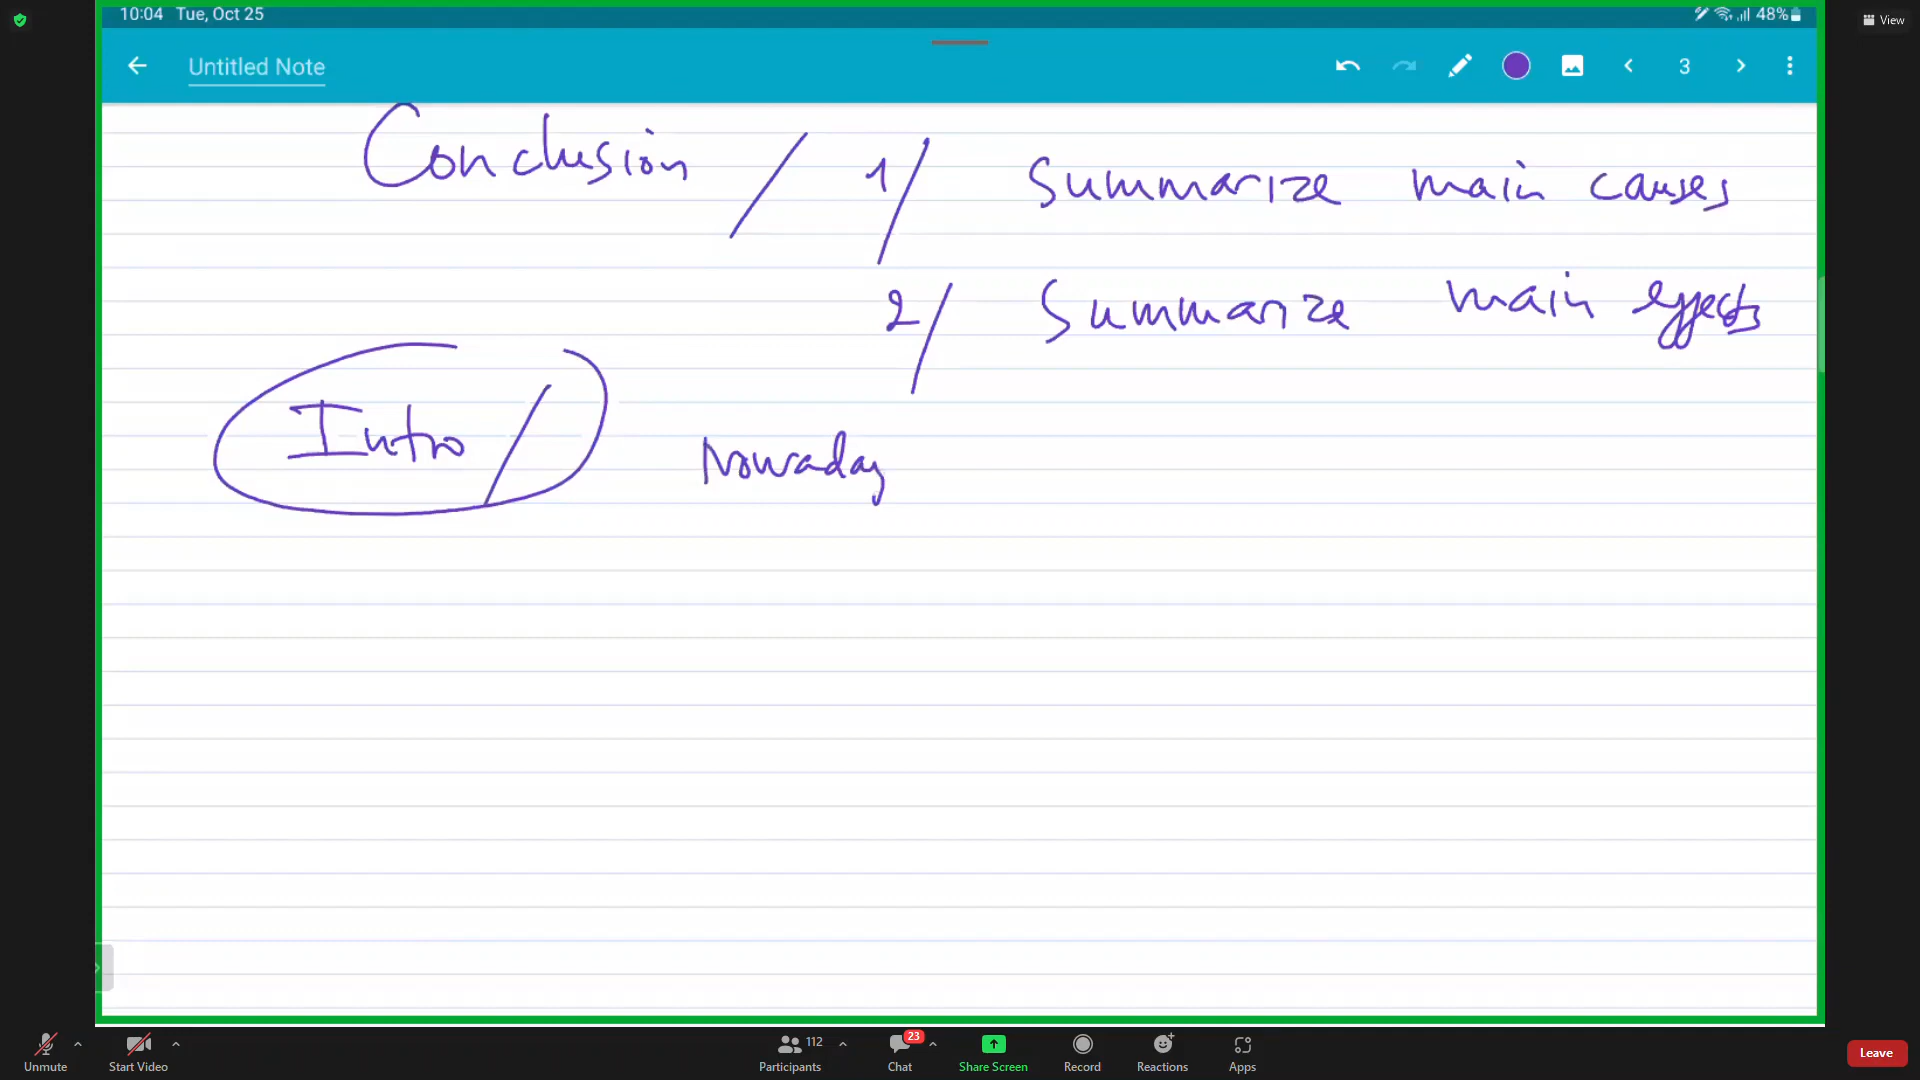 10:04 Tue, Oct 25 48%
View
Untitled Note 3
Conclusion / 1/ Summarize main causes
2/ Summarize main effects
Intro / Nowaday
112 23
Unmute Start Video Participants Chat Share Screen Record Reactions Apps Leave